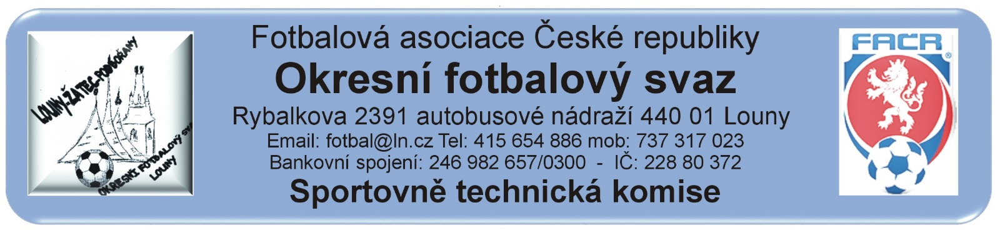 LOUNY-ŽATEC-PODBOŘANY
OKRESNÍ FOTBALOVÝ
LOUNY
Fotbalová asociace České republiky
Okresní fotbalový svaz
Rybalkova 2391 autobusové nádraží 440 01 Louny
Email: fotbal@ln.cz Tel: 415 654 886 mob: 737 317 023
Bankovní spojení: 246 982 657/0300 - IČ: 228 80 372
Sportovně technická komise
FAČR®